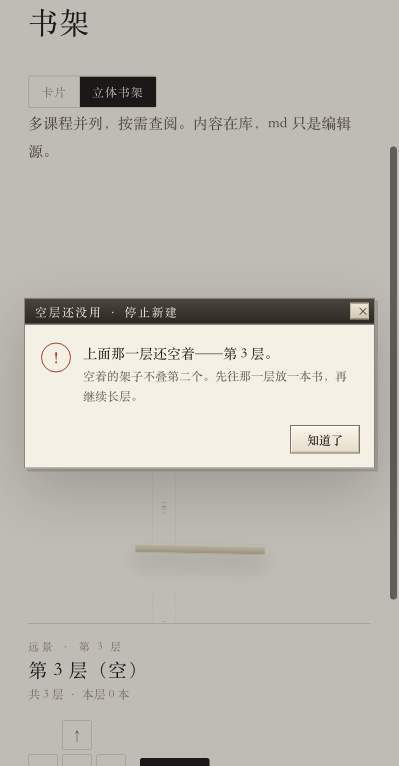 书架
卡片 立体书架
多课程并列，按需查阅。内容在库，md 只是编辑
源。
空层还没用 · 停止新建
×
!
上面那一层还空着——第 3 层。
空着的架子不叠第二个。先往那一层放一本书，再
继续长层。
知道了
远景 · 第 3 层
第 3 层（空）
共 3 层 · 本层 0 本
↑